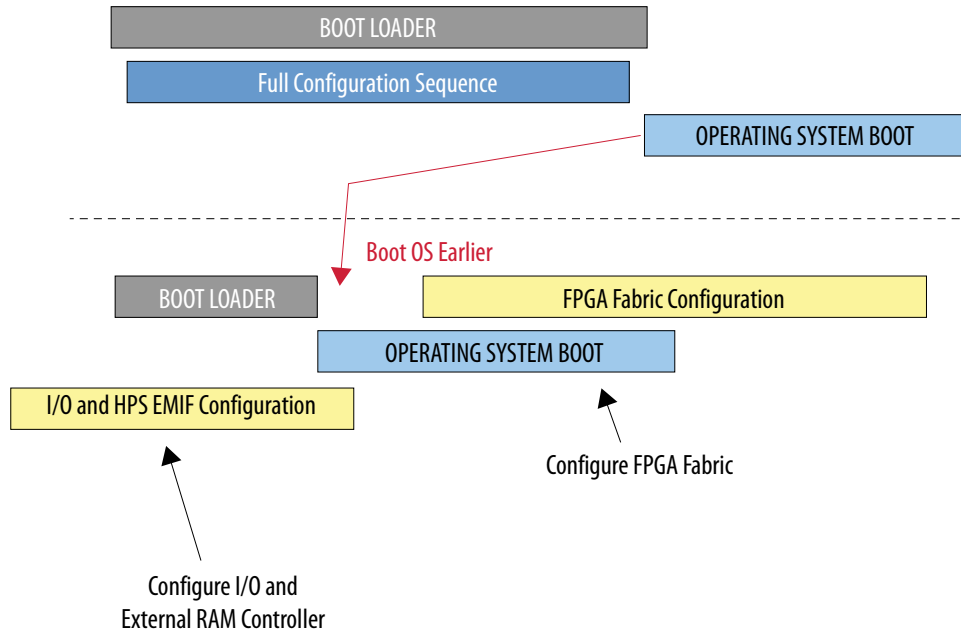 BOOT LOADER
Full Configuration Sequence
OPERATING SYSTEM BOOT
Boot OS Earlier
BOOT LOADER
FPGA Fabric Configuration
OPERATING SYSTEM BOOT
I/O and HPS EMIF Configuration
Configure FPGA Fabric
Configure I/O and
External RAM Controller